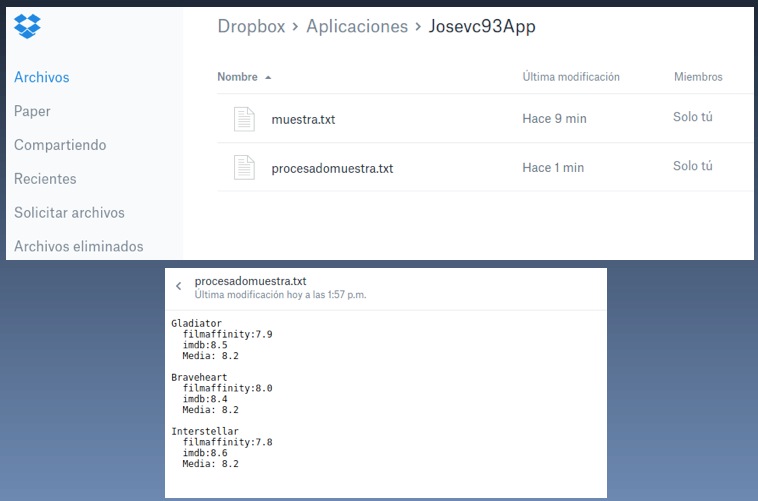 Dropbox › Aplicaciones › Josevc93App
Archivos
Paper
Compartiendo
Recientes
Solicitar archivos
Archivos eliminados
Nombre Última modificación Miembros
muestra.txt Hace 9 min Solo tú
procesadomuestra.txt Hace 1 min Solo tú
procesadomuestra.txt
Última modificación hoy a las 1:57 p.m.
Gladiator
filmaffinity:7.9
imdb:8.5
Media: 8.2
Braveheart
filmaffinity:8.0
imdb:8.4
Media: 8.2
Interstellar
filmaffinity:7.8
imdb:8.6
Media: 8.2